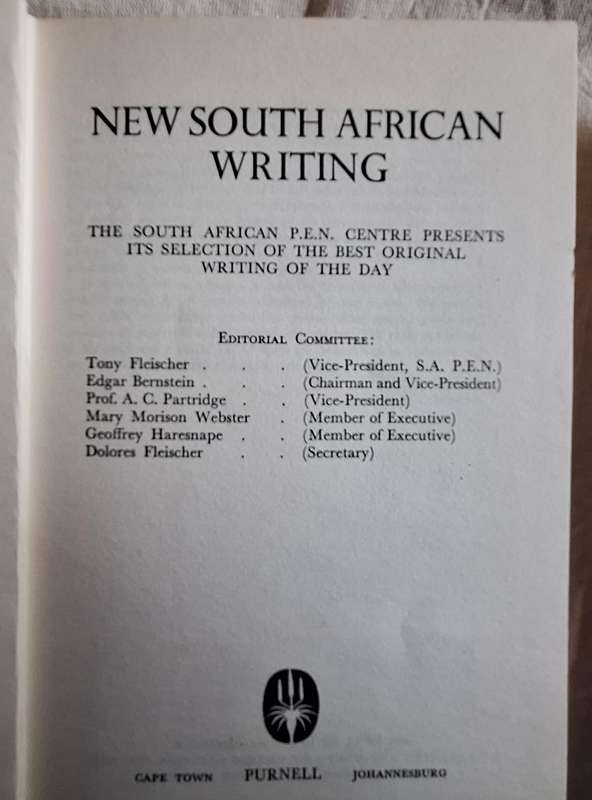 NEW SOUTH AFRICAN
WRITING
THE SOUTH AFRICAN P.E.N. CENTRE PRESENTS
ITS SELECTION OF THE BEST ORIGINAL
WRITING OF THE DAY
EDITORIAL COMMITTEE:
Tony Fleischer . . . (Vice-President, S.A. P.E.N.)
Edgar Bernstein . . . (Chairman and Vice-President)
Prof. A. C. Partridge . . (Vice-President)
Mary Morison Webster . (Member of Executive)
Geoffrey Haresnape . . (Member of Executive)
Dolores Fleischer . . (Secretary)
CAPE TOWN PURNELL JOHANNESBURG